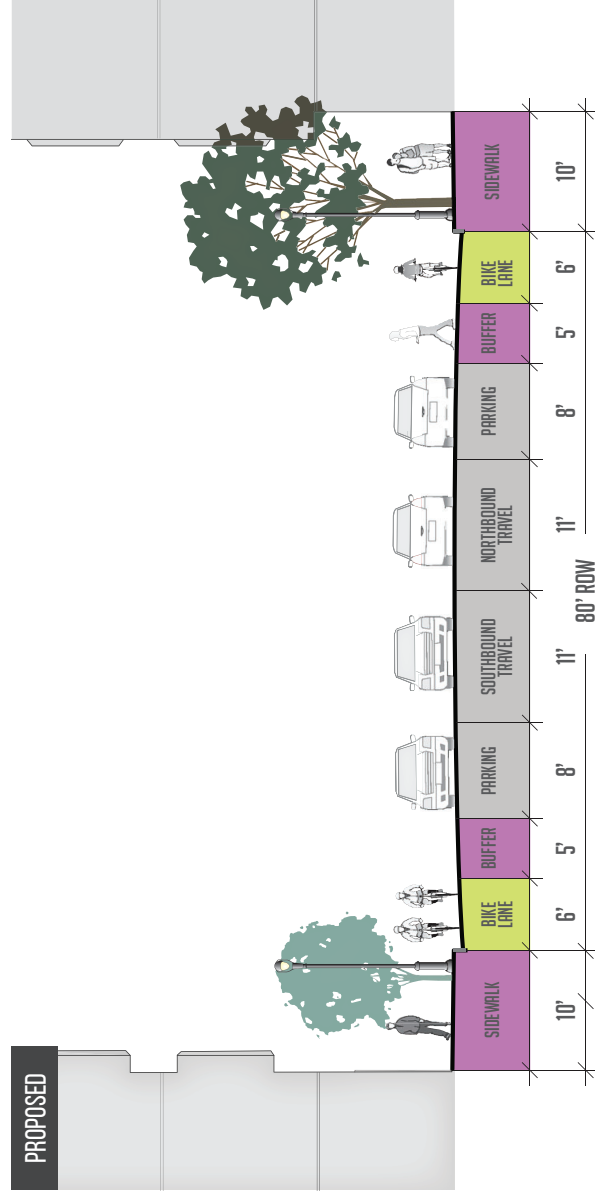 PROPOSED
SIDEWALK
BIKE
LANE
BUFFER
PARKING
SOUTHBOUND
TRAVEL
NORTHBOUND
TRAVEL
PARKING
BUFFER
BIKE
LANE
SIDEWALK
10'
6'
5'
8'
11'
11'
8'
5'
6'
10'
80' ROW